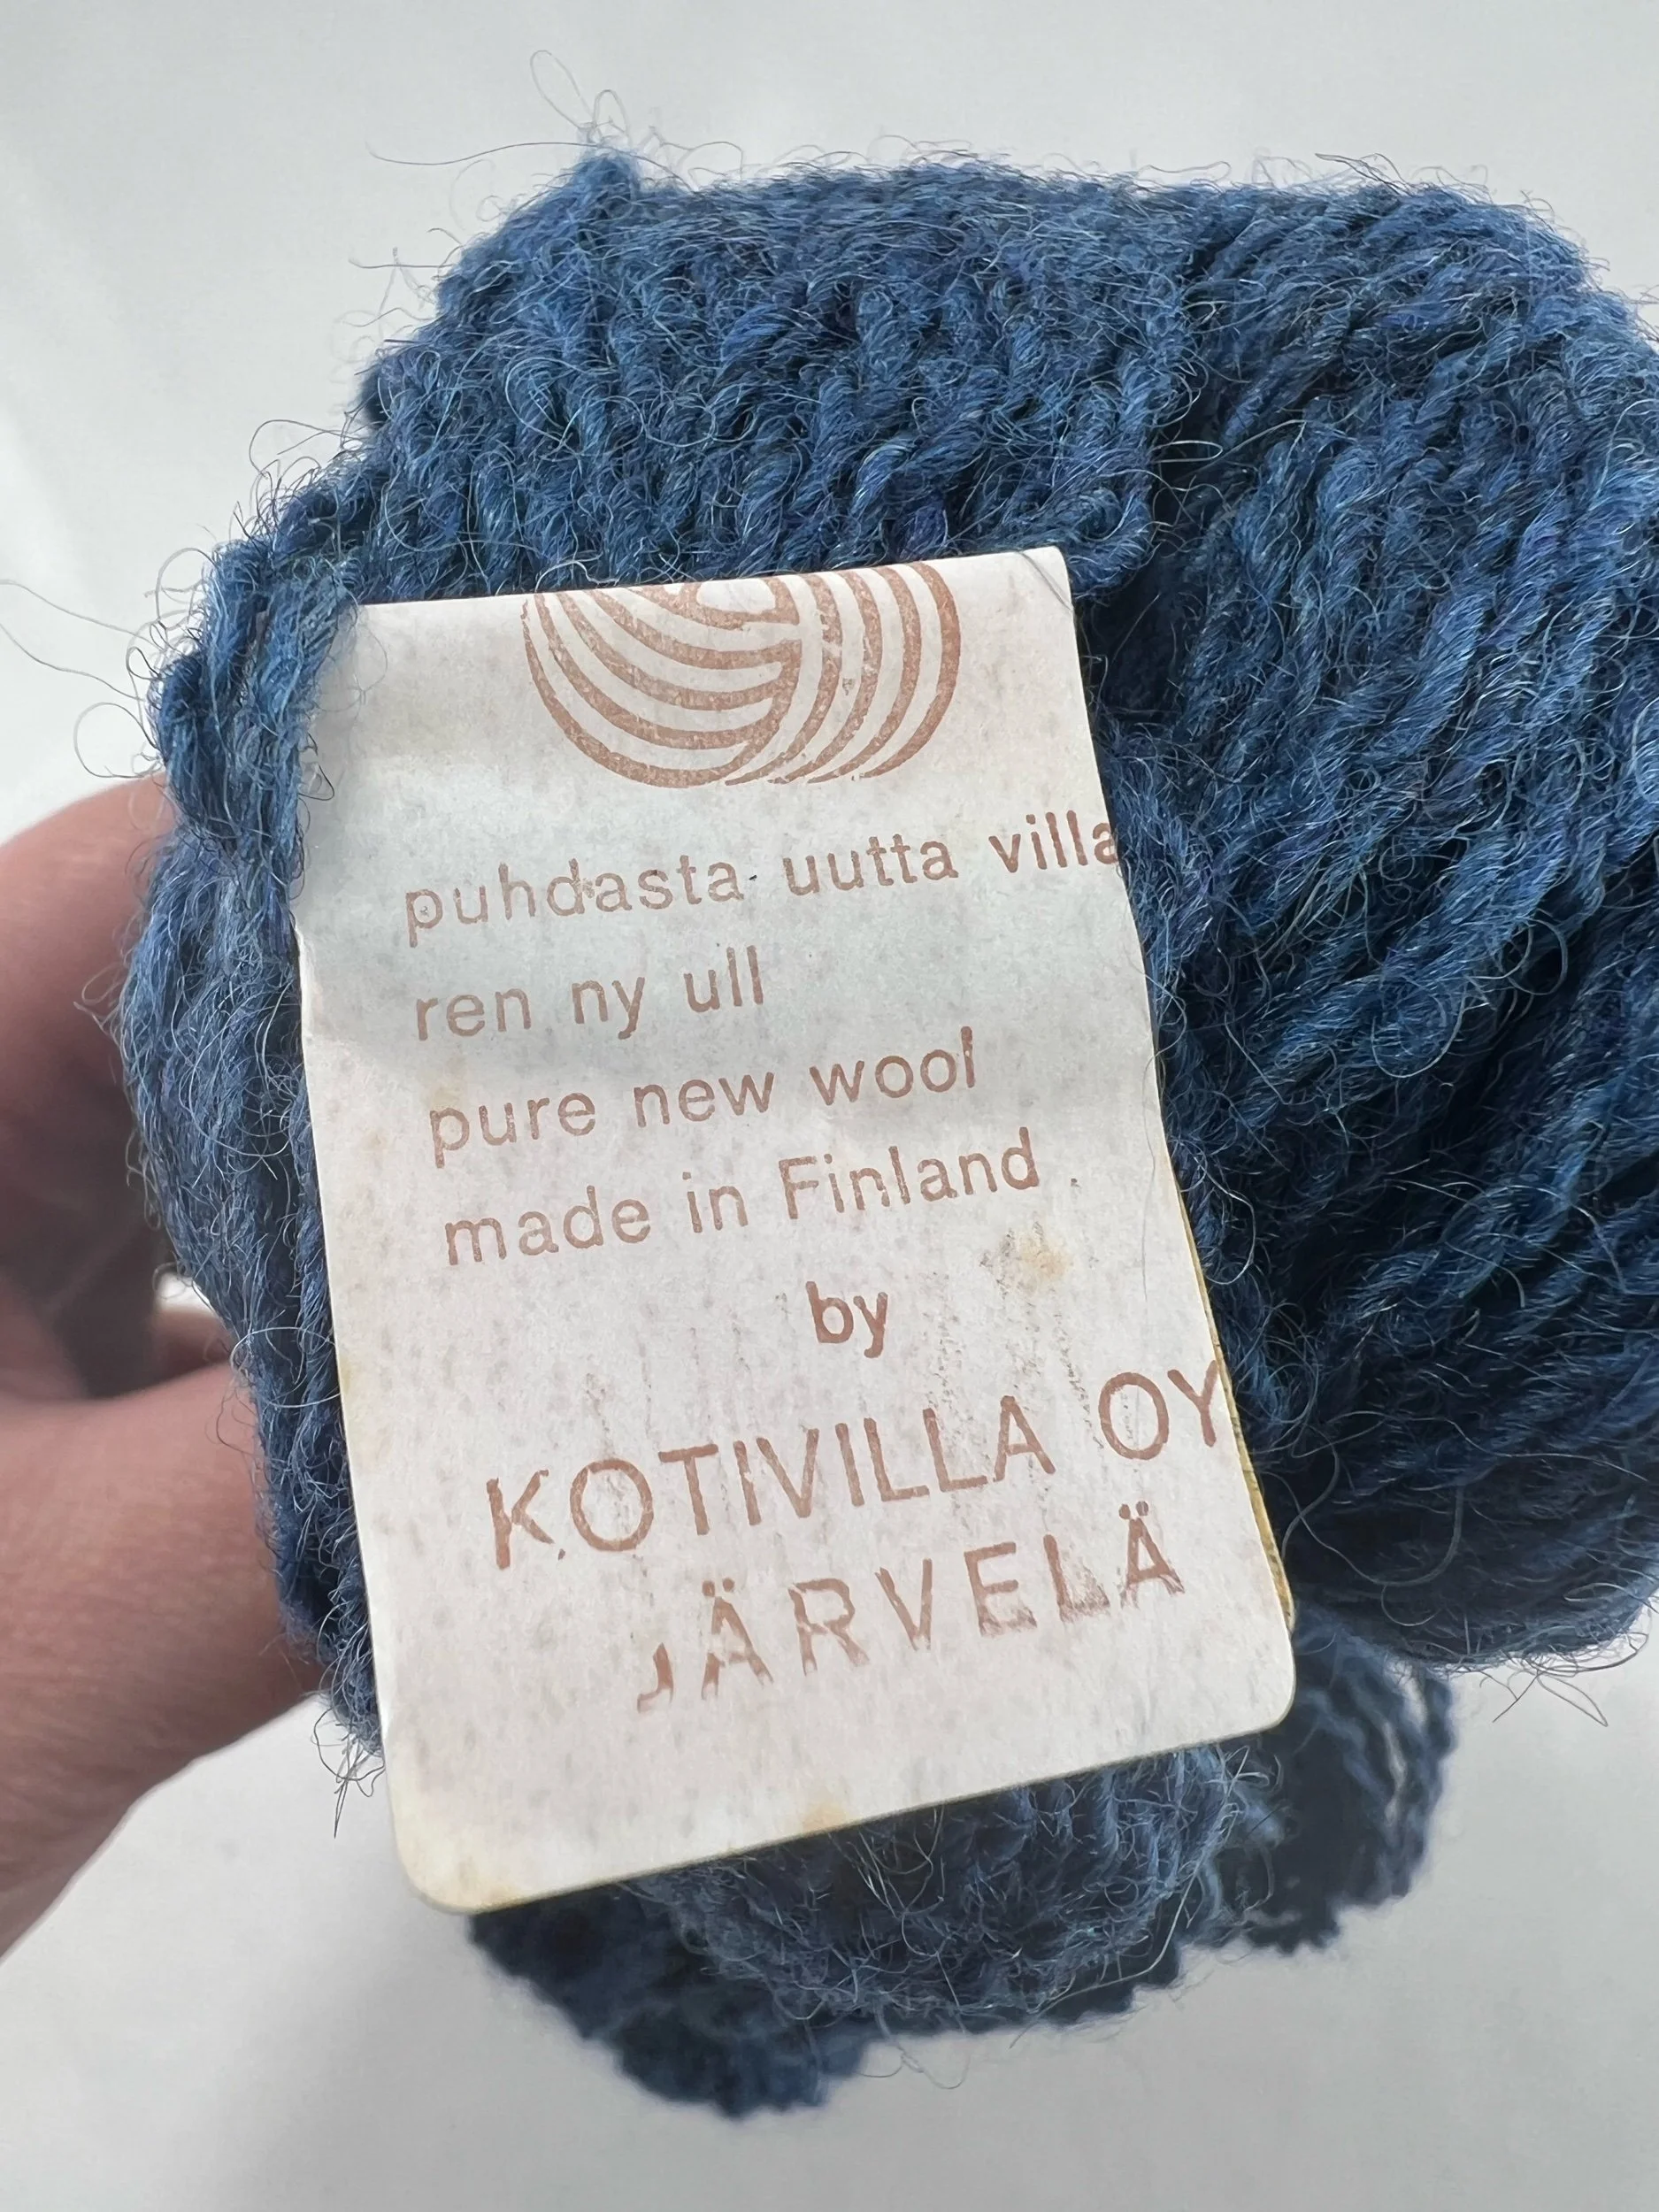 puhdasta uutta villa
ren ny ull
pure new wool
made in Finland
by
KOTIVILLA OY
JÄRVELÄ